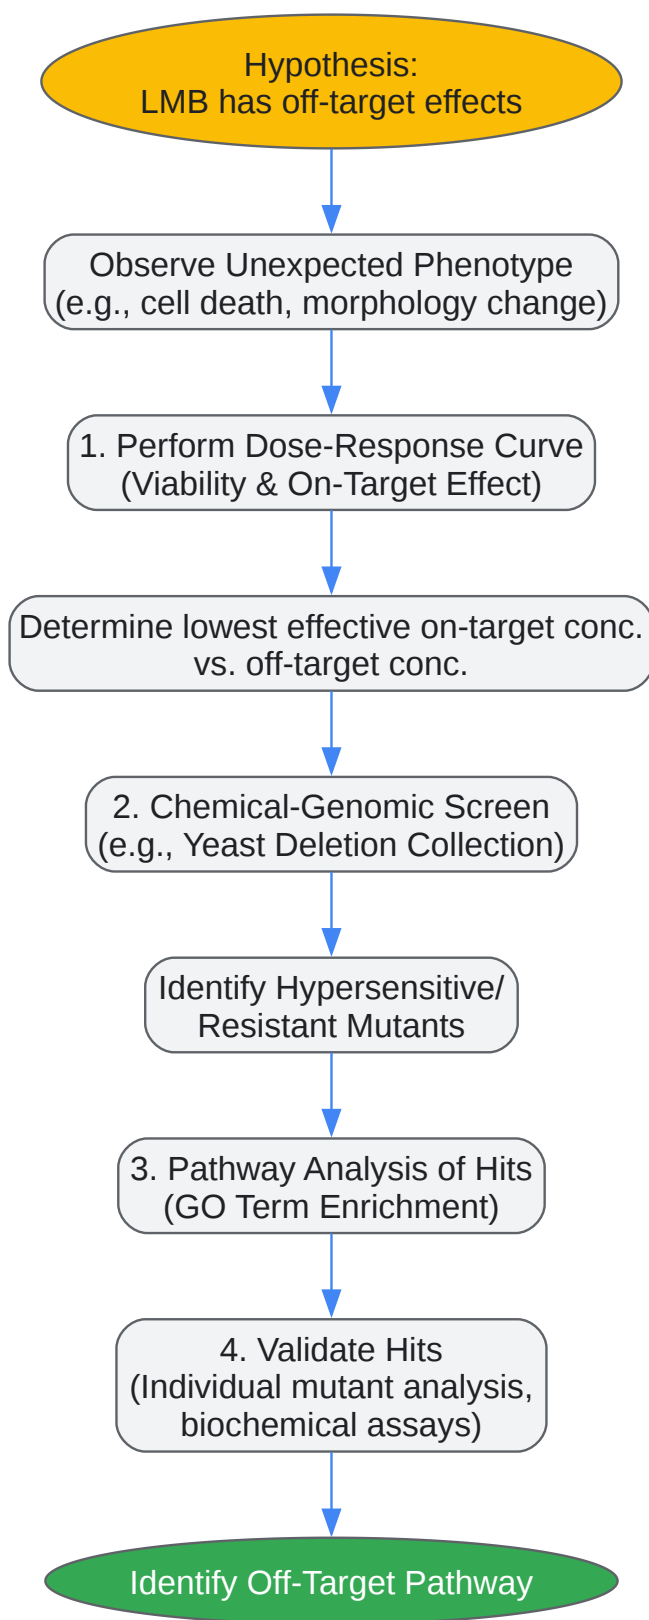 Hypothesis:
LMB has off-target effects
Observe Unexpected Phenotype
(e.g., cell death, morphology change)
1. Perform Dose-Response Curve
(Viability & On-Target Effect)
Determine lowest effective on-target conc.
vs. off-target conc.
2. Chemical-Genomic Screen
(e.g., Yeast Deletion Collection)
Identify Hypersensitive/
Resistant Mutants
3. Pathway Analysis of Hits
(GO Term Enrichment)
4. Validate Hits
(Individual mutant analysis,
biochemical assays)
Identify Off-Target Pathway